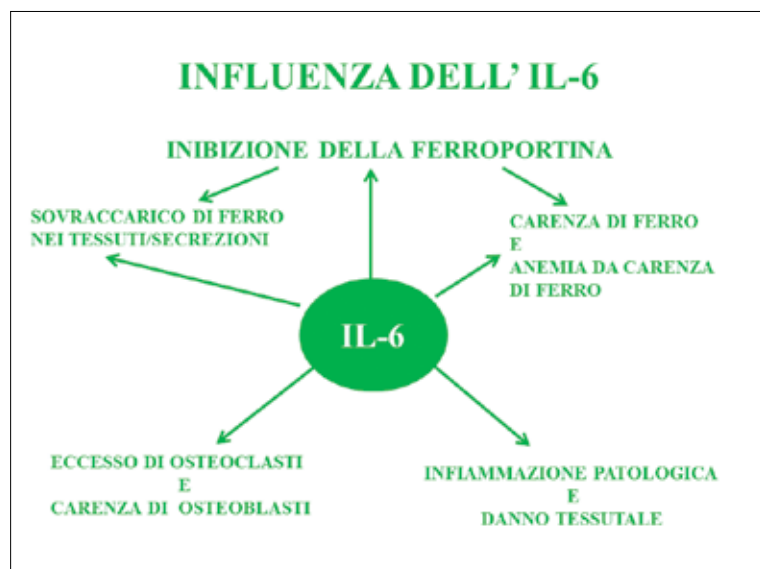 INFLUENZA DELL' IL-6
INIBIZIONE DELLA FERROPORTINA
SOVRACCARICO DI FERRO
NEI TESSUTI/SECREZIONI
CARENZA DI FERRO
E
ANEMIA DA CARENZA
DI FERRO
IL-6
ECCESSO DI OSTEOCLASTI
E
CARENZA DI OSTEOBLASTI
INFIAMMAZIONE PATOLOGICA
E
DANNO TESSUTALE